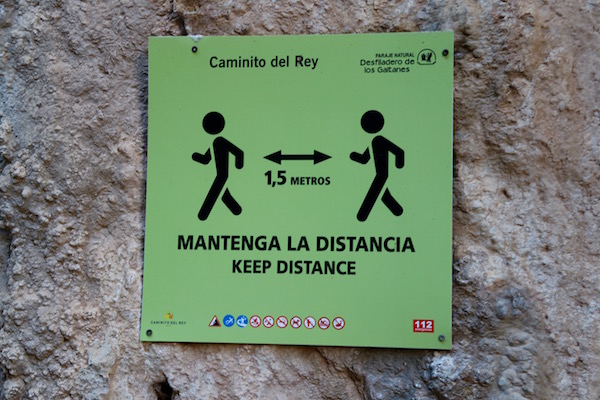 Caminito del Rey
PARAJE NATURAL
Desfiladero de
los Gaitanes
1,5 METROS
MANTENGA LA DISTANCIA
KEEP DISTANCE
CAMINITO DEL REY
112